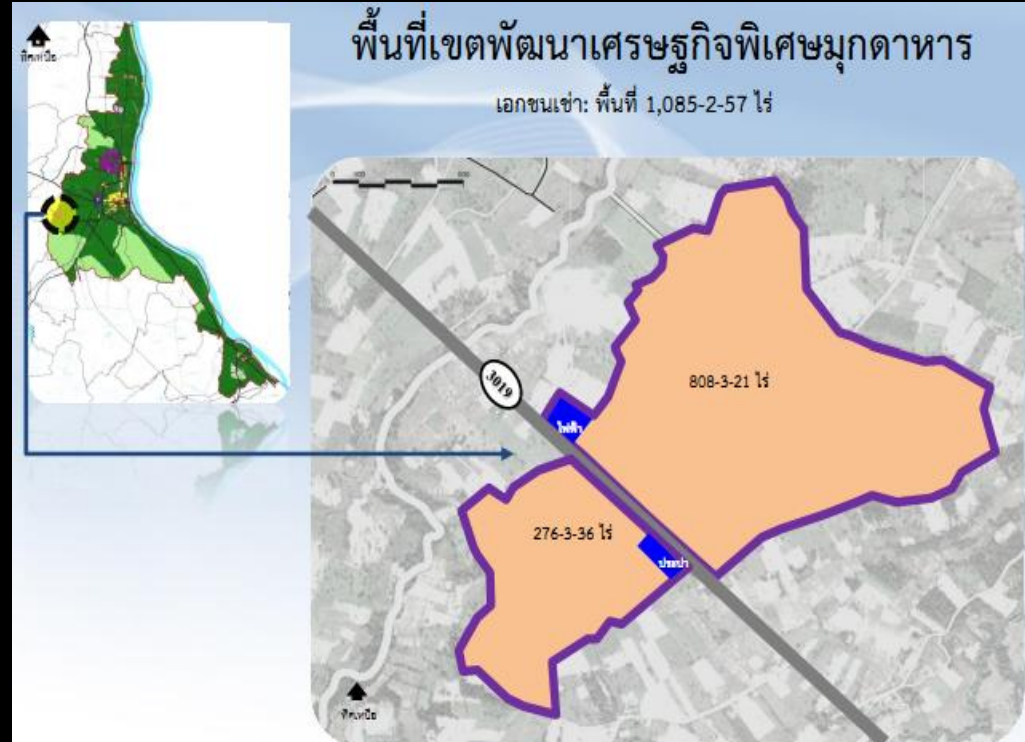 พื้นที่เขตพัฒนาเศรษฐกิจพิเศษมุกดาหาร
เอกชนเช่า: พื้นที่ 1,085-2-57 ไร่
ทิศเหนือ
3019
808-3-21 ไร่
ไฟฟ้า
276-3-36 ไร่
ประปา
ทิศเหนือ